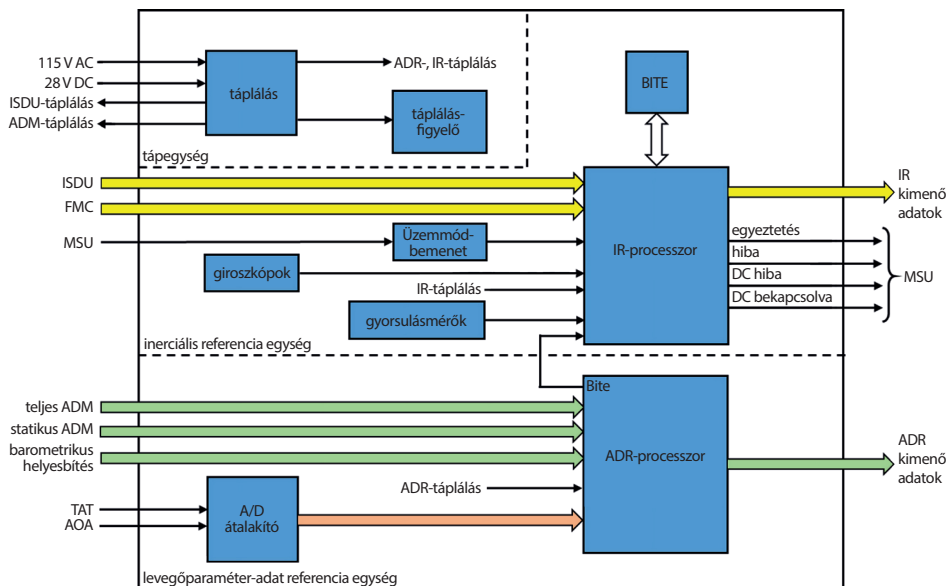 115 V AC
28 V DC
ISDU-táplálás
ADM-táplálás
táplálás
ADR-, IR-táplálás
táplálás-
figyelő
BITE
tápegység
ISDU
FMC
MSU
Üzemmód-
bemenet
giroszkópok
IR-táplálás
gyorsulásmérők
IR-processzor
IR
kimenő
adatok
egyeztetés
hiba
DC hiba
DC bekapcsolva
MSU
inerciális referencia egység
Bite
teljes ADM
statikus ADM
barometrikus
helyesbítés
ADR-táplálás
TAT
AOA
A/D
átalakító
ADR-processzor
ADR
kimenő
adatok
levegőparaméter-adat referencia egység